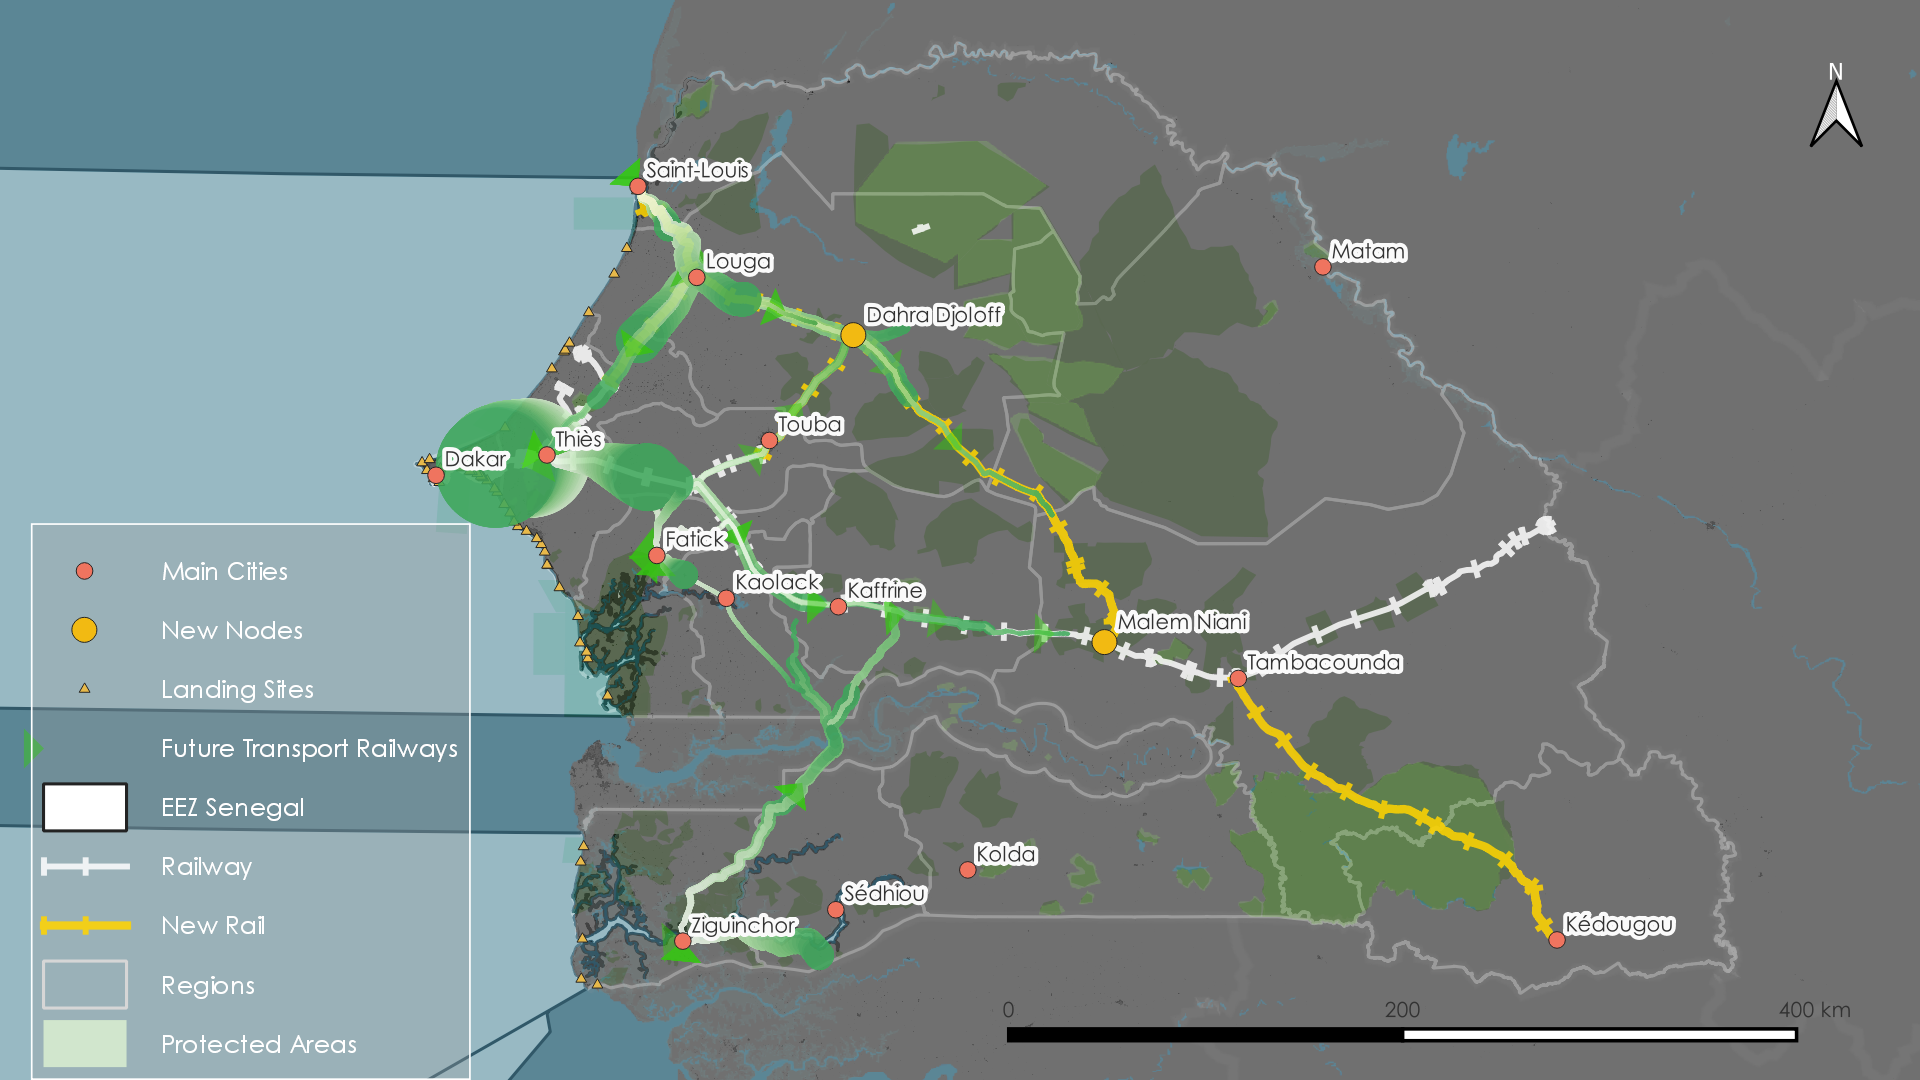 N
Saint-Louis
Louga
Matam
Dahra Djoloff
Touba
Thiès
Dakar
Fatick
Kaolack
Kaffrine
Malem Niani
Tambacounda
Kolda
Sédhiou
Ziguinchor
Kédougou
Main Cities
New Nodes
Landing Sites
Future Transport Railways
EEZ Senegal
Railway
New Rail
Regions
Protected Areas
0 200 400 km